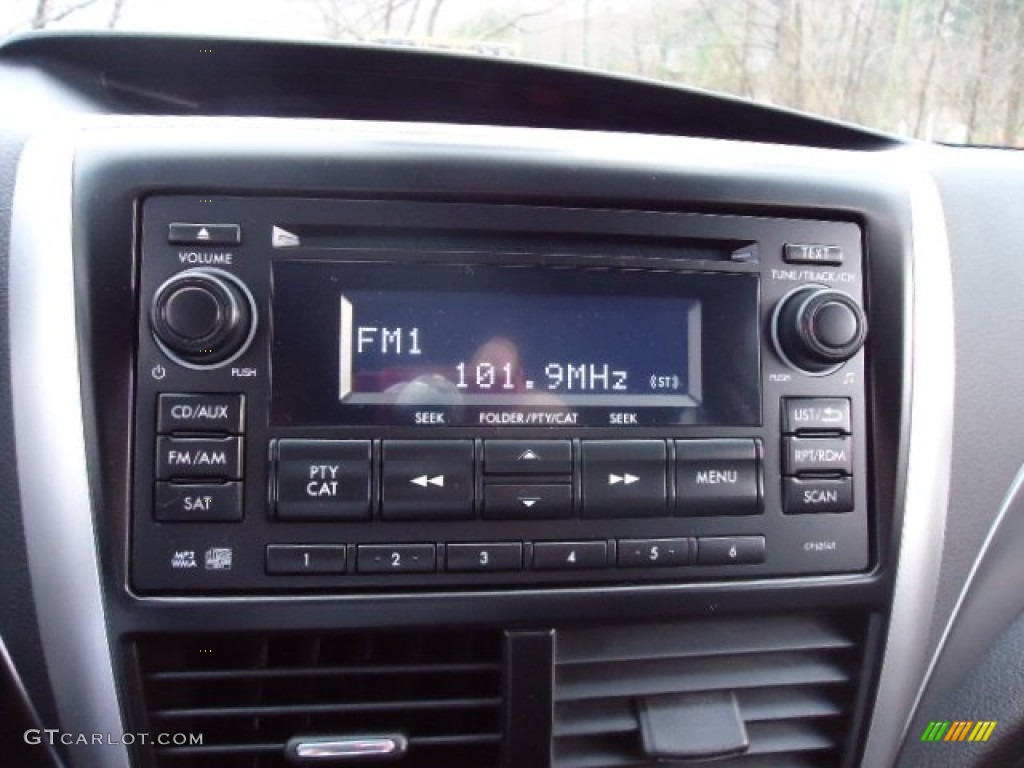 VOLUME
TEXT
TUNE/TRACK/CH
PUSH
PUSH
FM1
101.9MHz (ST)
SEEK FOLDER/PTY/CAT SEEK
CD/AUX
FM/AM
SAT
PTY CAT
MENU
LIST/
RPT/RDM
SCAN
MP3
WMA
1 2 3 4 5 6
GTCARLOT.COM